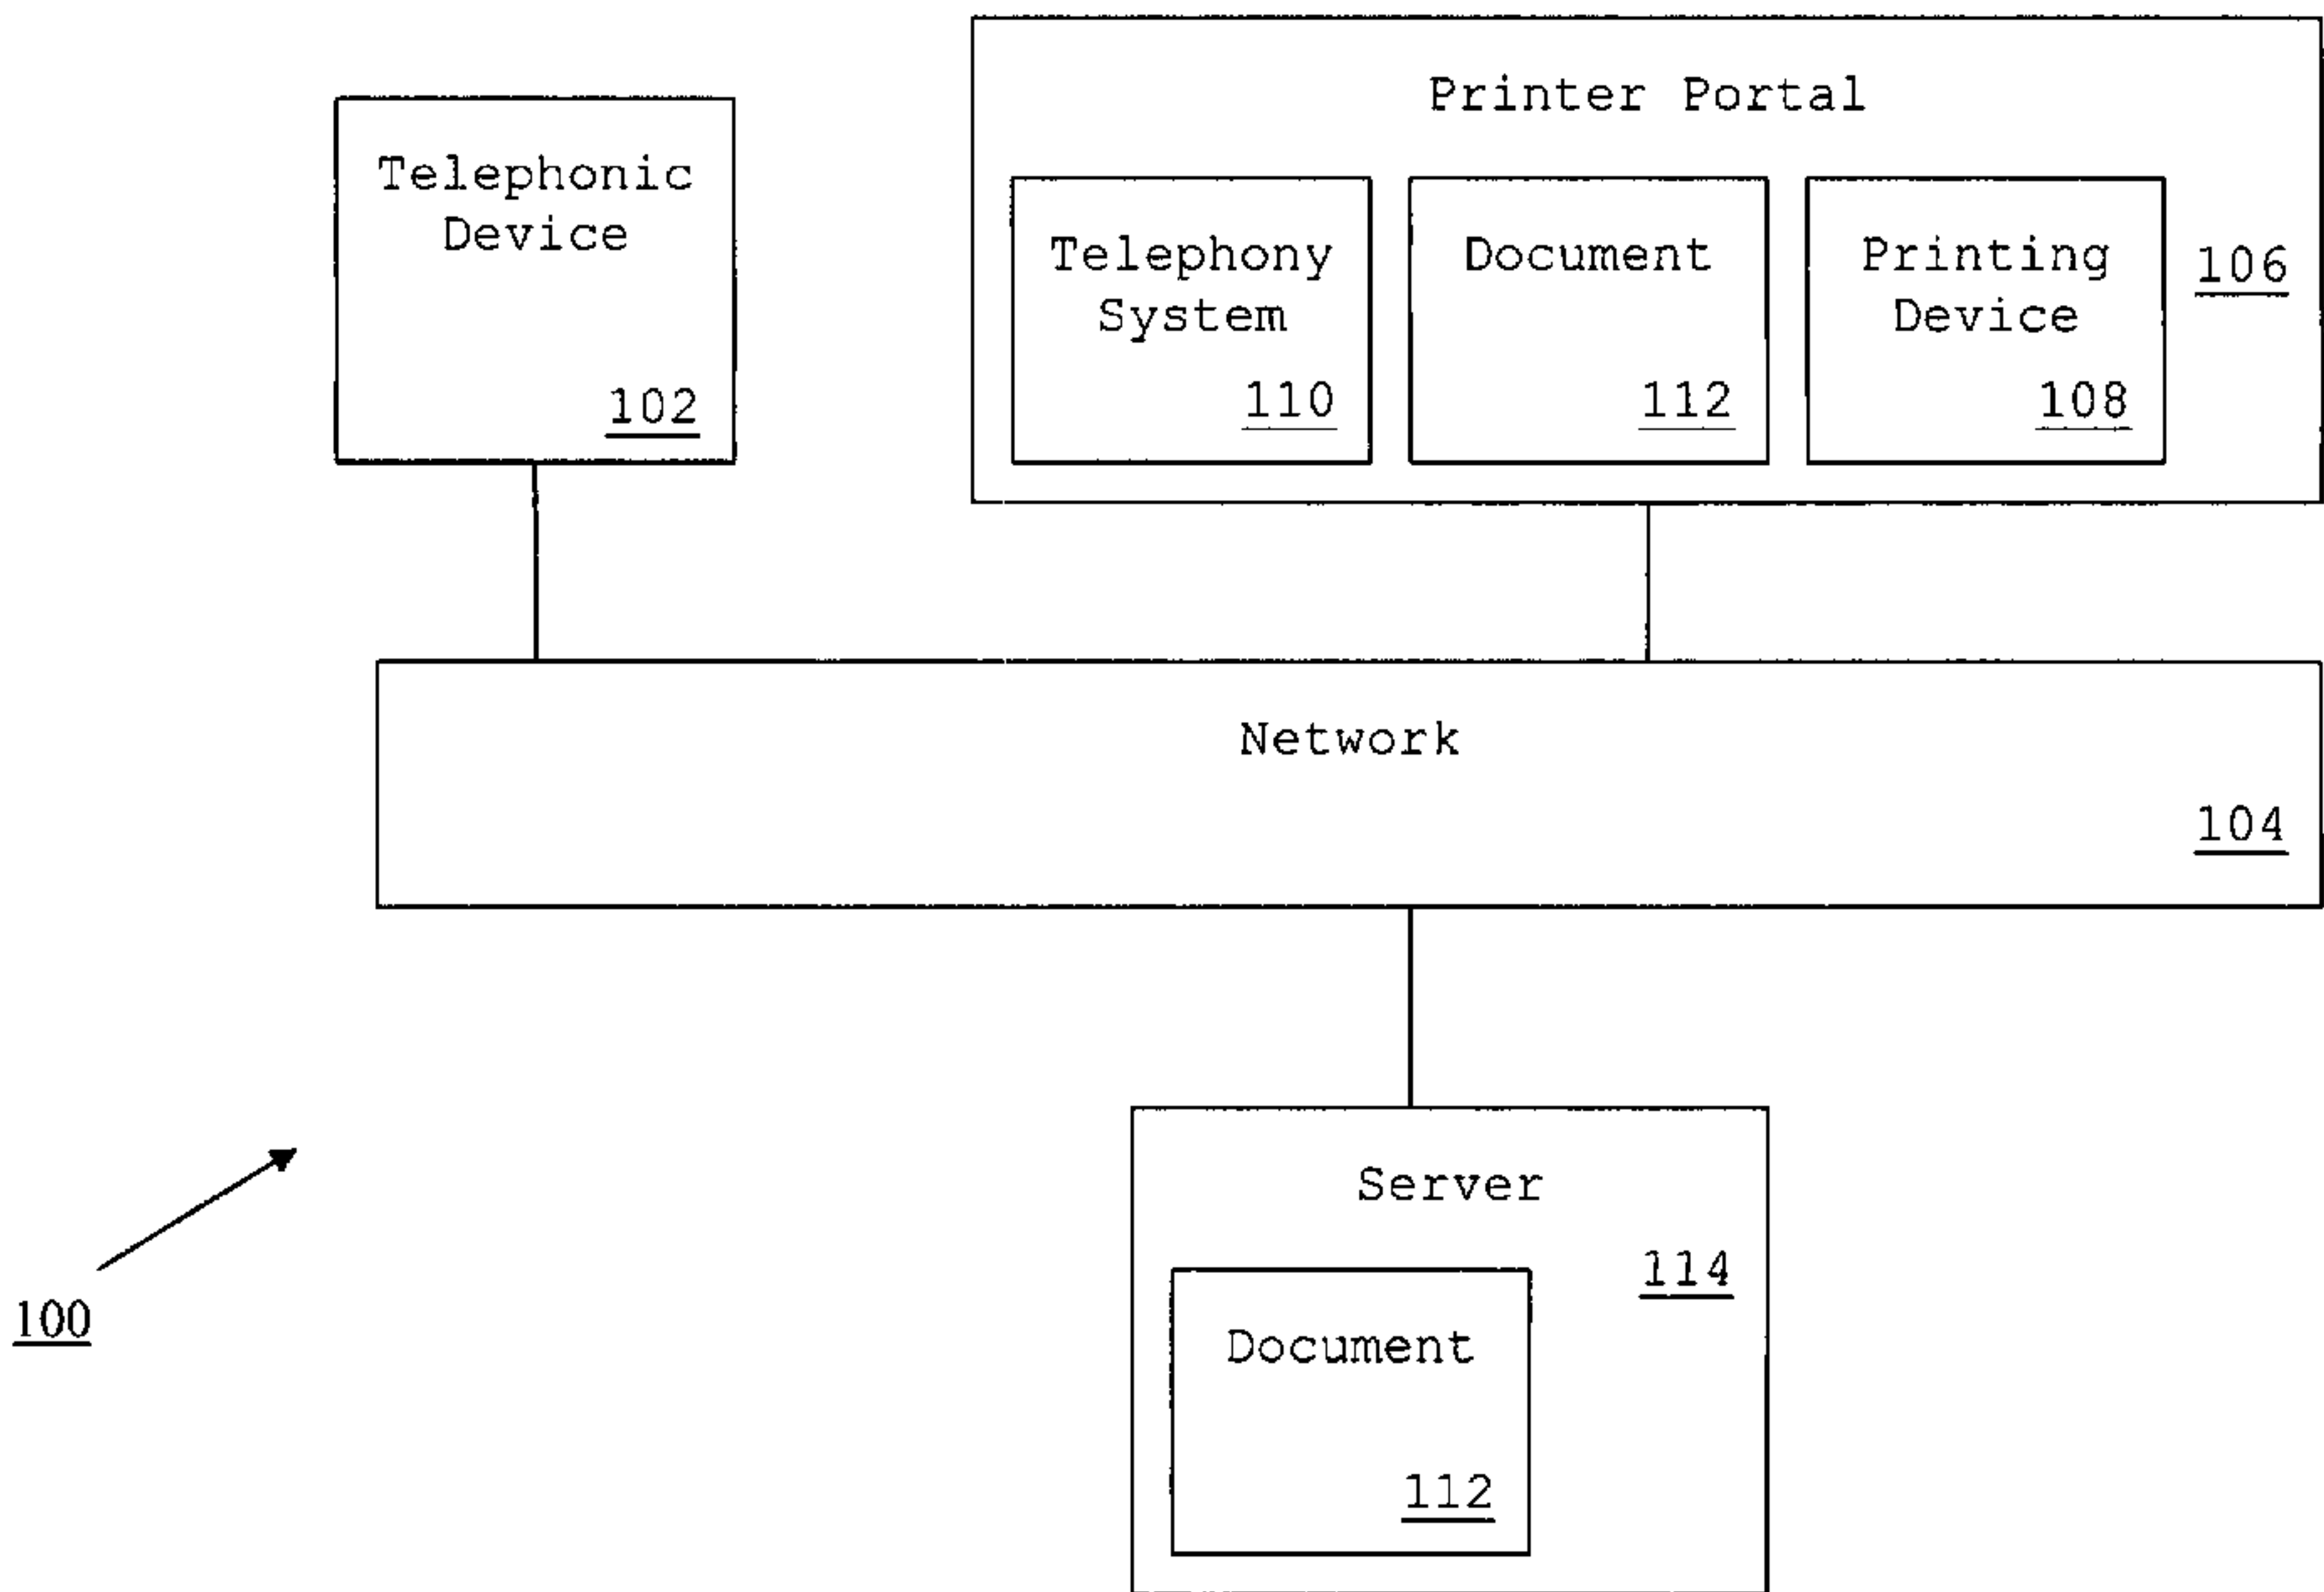 Printer Portal
Telephonic
Device
102
Telephony
System
110
Document
112
Printing
Device
108
106
Network
104
Server
114
Document
112
100